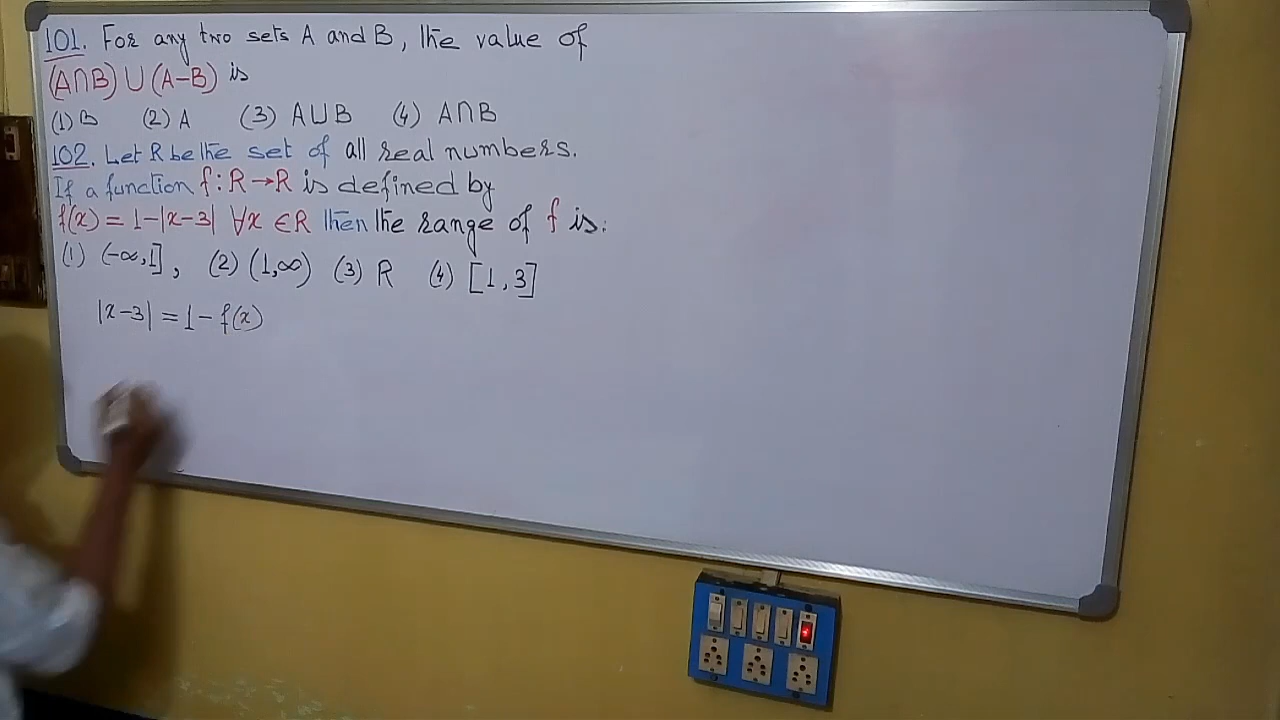 101. For any two sets A and B, the value of
(A∩B) ∪ (A-B) is
(1) B (2) A (3) A∪B (4) A∩B
102. Let R be the set of all real numbers.
If a function f: R→R is defined by
f(x) = 1-|x-3| ∀x ∈R then the range of f is:
(1) (-∞,1], (2) (1,∞) (3) R (4) [1,3]
|x-3| = 1- f(x)